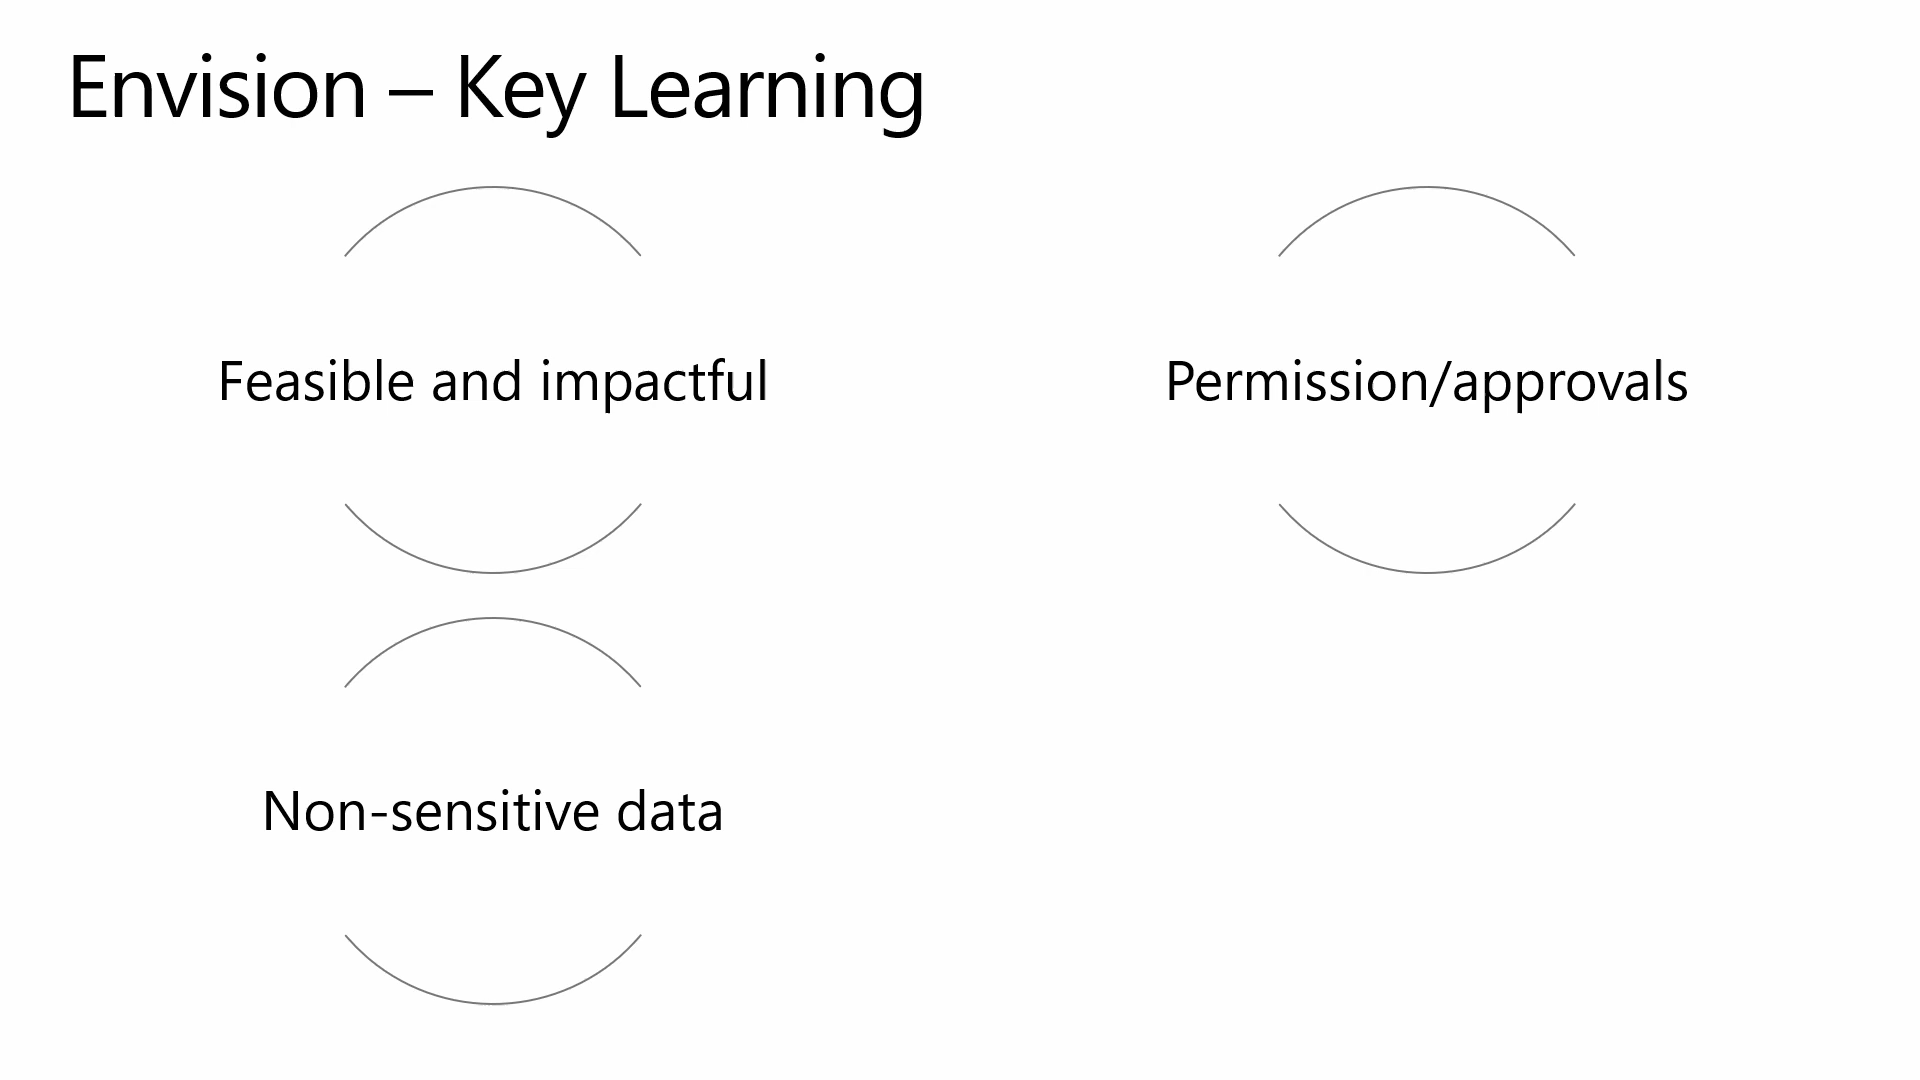 Envision – Key Learning
Feasible and impactful
Permission/approvals
Non-sensitive data